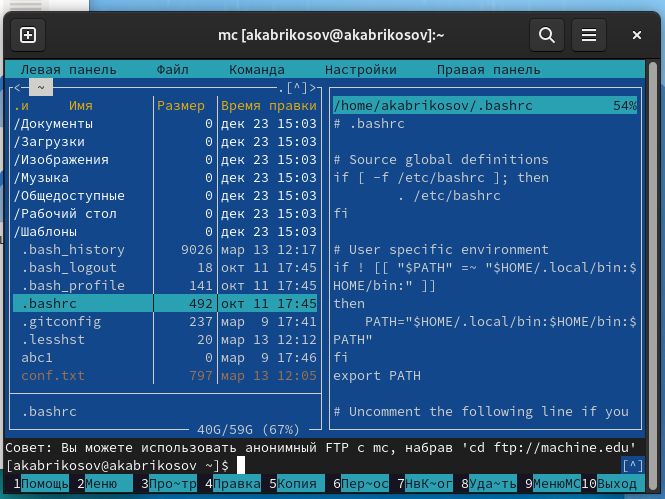 mc [akabrikosov@akabrikosov]:~
Левая панель Файл Команда Настройки Правая панель
<- ~ .[^]>
.и Имя Размер Время правки
/Документы 0 дек 23 15:03
/Загрузки 0 дек 23 15:03
/Изображения 0 дек 23 15:03
/Музыка 0 дек 23 15:03
/Общедоступные 0 дек 23 15:03
/Рабочий стол 0 дек 23 15:03
/Шаблоны 0 дек 23 15:03
.bash_history 9026 мар 13 12:17
.bash_logout 18 окт 11 17:45
.bash_profile 141 окт 11 17:45
.bashrc 492 окт 11 17:45
.gitconfig 237 мар 9 17:41
.lesshst 20 мар 13 12:12
abc1 0 мар 9 17:46
conf.txt 797 мар 13 12:05
.bashrc
40G/59G (67%)
/home/akabrikosov/.bashrc 54%
# .bashrc
# Source global definitions
if [ -f /etc/bashrc ]; then
. /etc/bashrc
fi
# User specific environment
if ! [[ "$PATH" =~ "$HOME/.local/bin:$
HOME/bin:" ]]
then
PATH="$HOME/.local/bin:$HOME/bin:$
PATH"
fi
export PATH
# Uncomment the following line if you
Совет: Вы можете использовать анонимный FTP с mc, набрав 'cd ftp://machine.edu'
[akabrikosov@akabrikosov ~]$ [^]
1Помощь 2Меню 3Про~тр 4Правка 5Копия 6Пер~ос 7НвК~ог 8Уда~ть 9МенюMC 10Выход